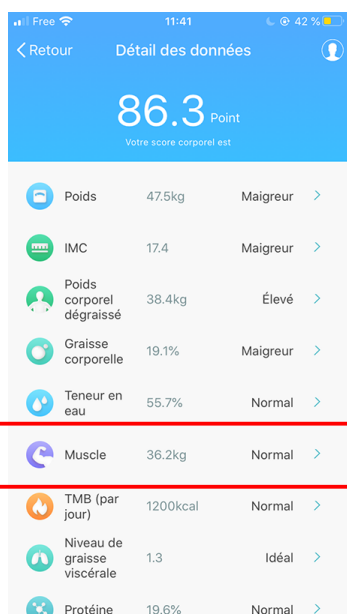 Free 11:41 42 %
Retour Détail des données
86.3 Point
Votre score corporel est
Poids 47.5kg Maigreur
IMC 17.4 Maigreur
Poids
corporel 38.4kg Élevé
dégraissé
Graisse
corporelle 19.1% Maigreur
Teneur en
eau 55.7% Normal
Muscle 36.2kg Normal
TMB (par
jour) 1200kcal Normal
Niveau de
graisse 1.3 Idéal
viscérale
Protéine 19.6% Normal